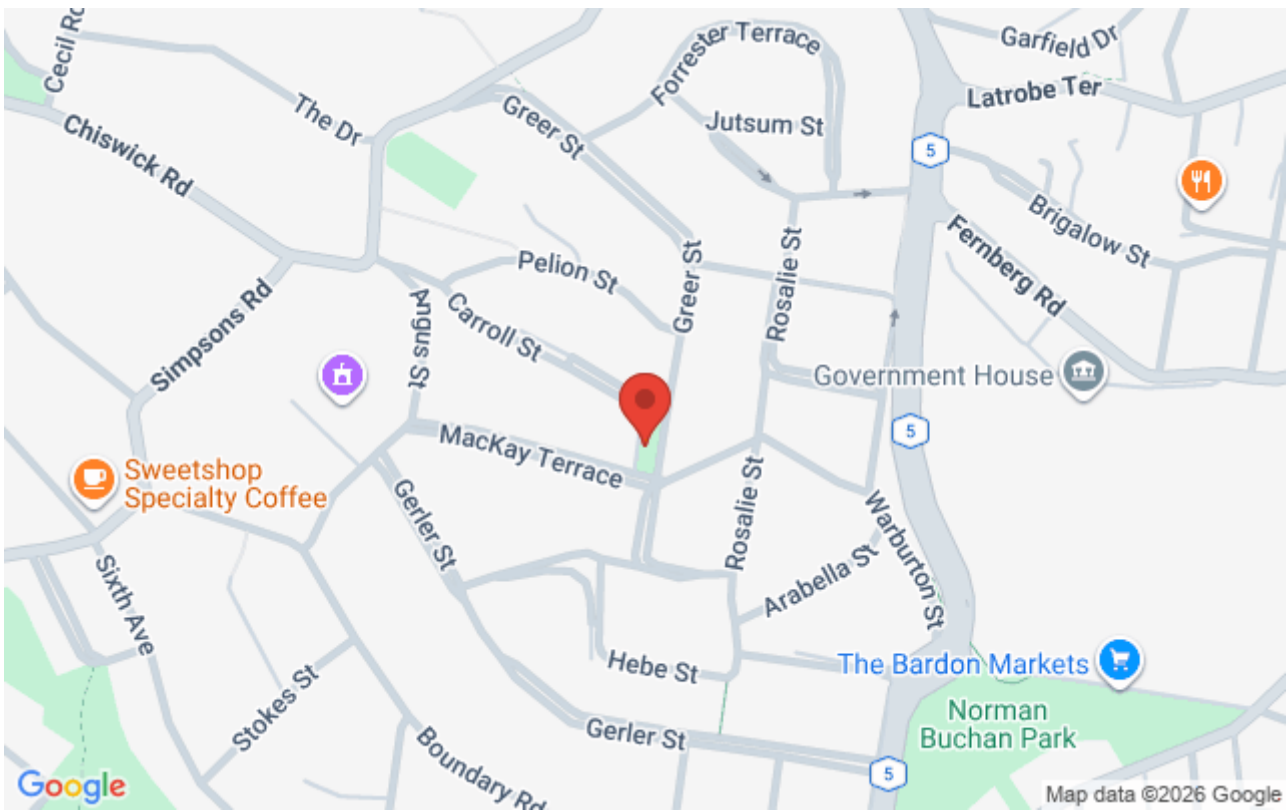 Cecil Ro
The Dr
Chiswick Rd
Greer St
Forrester Terrace
Jutsum St
Garfield Dr
Latrobe Ter
5
Brigalow St
Fernberg Rd
Pelion St
Greer St
Rosalie St
Simpsons Rd
Angus St
Carroll St
Government House
5
MacKay Terrace
Sweetshop
Specialty Coffee
Gerler St
Rosalie St
Warburton St
Arabella St
Sixth Ave
Hebe St
The Bardon Markets
Stokes St
Boundary Rd
Gerler St
Norman
Buchan Park
5
Google
Map data ©2026 Google